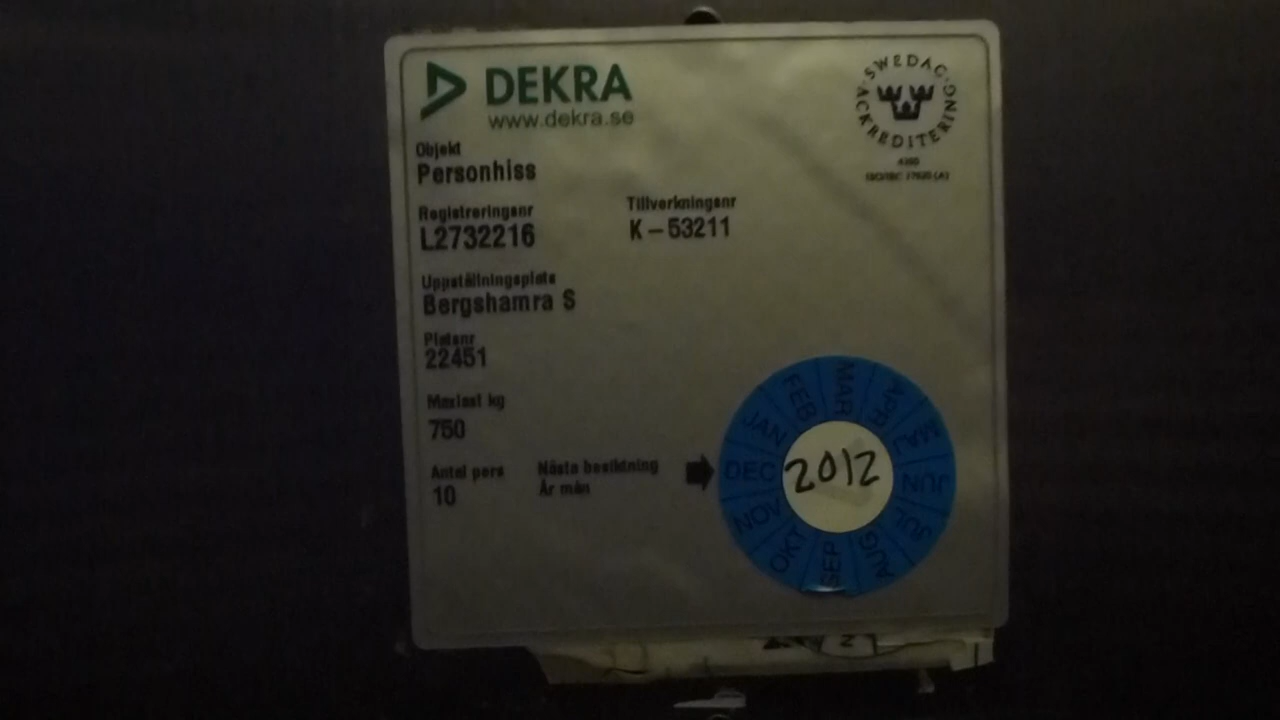 DEKRA
www.dekra.se
SWEDAC
ACKREDITERING
ISO/IEC 17020 (A)
Objekt
Personhiss
Registreringsnr
L2732216
Tillverkningsnr
K-53211
Uppställningsplats
Bergshamra S
Platsnr
22451
Maxlast kg
750
Antal pers
10
Nästa besiktning
År mån
JAN
FEB
MAR
APR
MAJ
JUN
JUL
AUG
SEP
OKT
NOV
DEC
2012